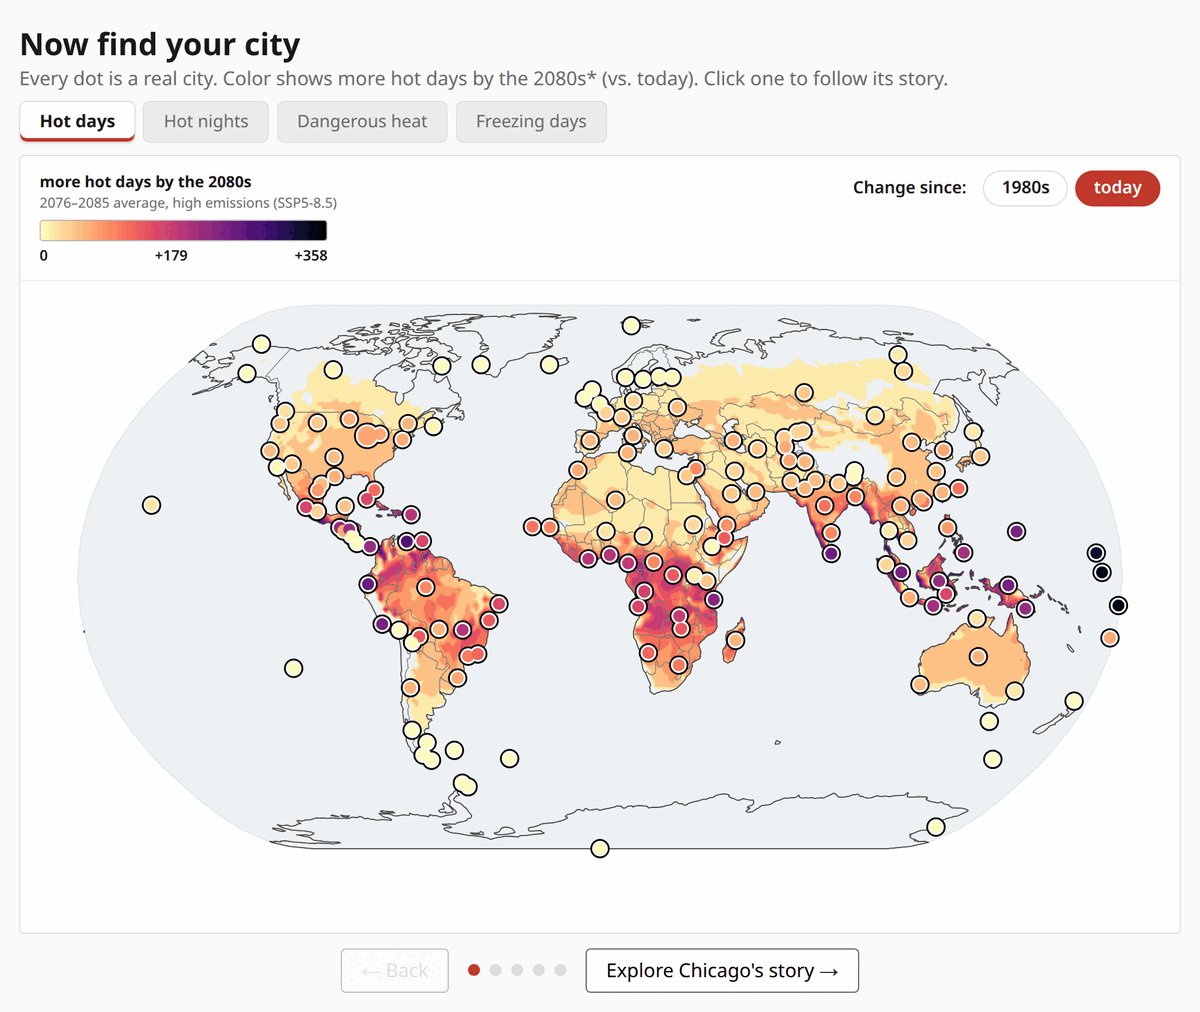 Now find your city
Every dot is a real city. Color shows more hot days by the 2080s* (vs. today). Click one to follow its story.
Hot days
Hot nights
Dangerous heat
Freezing days
more hot days by the 2080s
2076–2085 average, high emissions (SSP5-8.5)
0
+179
+358
Change since:
1980s
today
← Back
Explore Chicago's story →